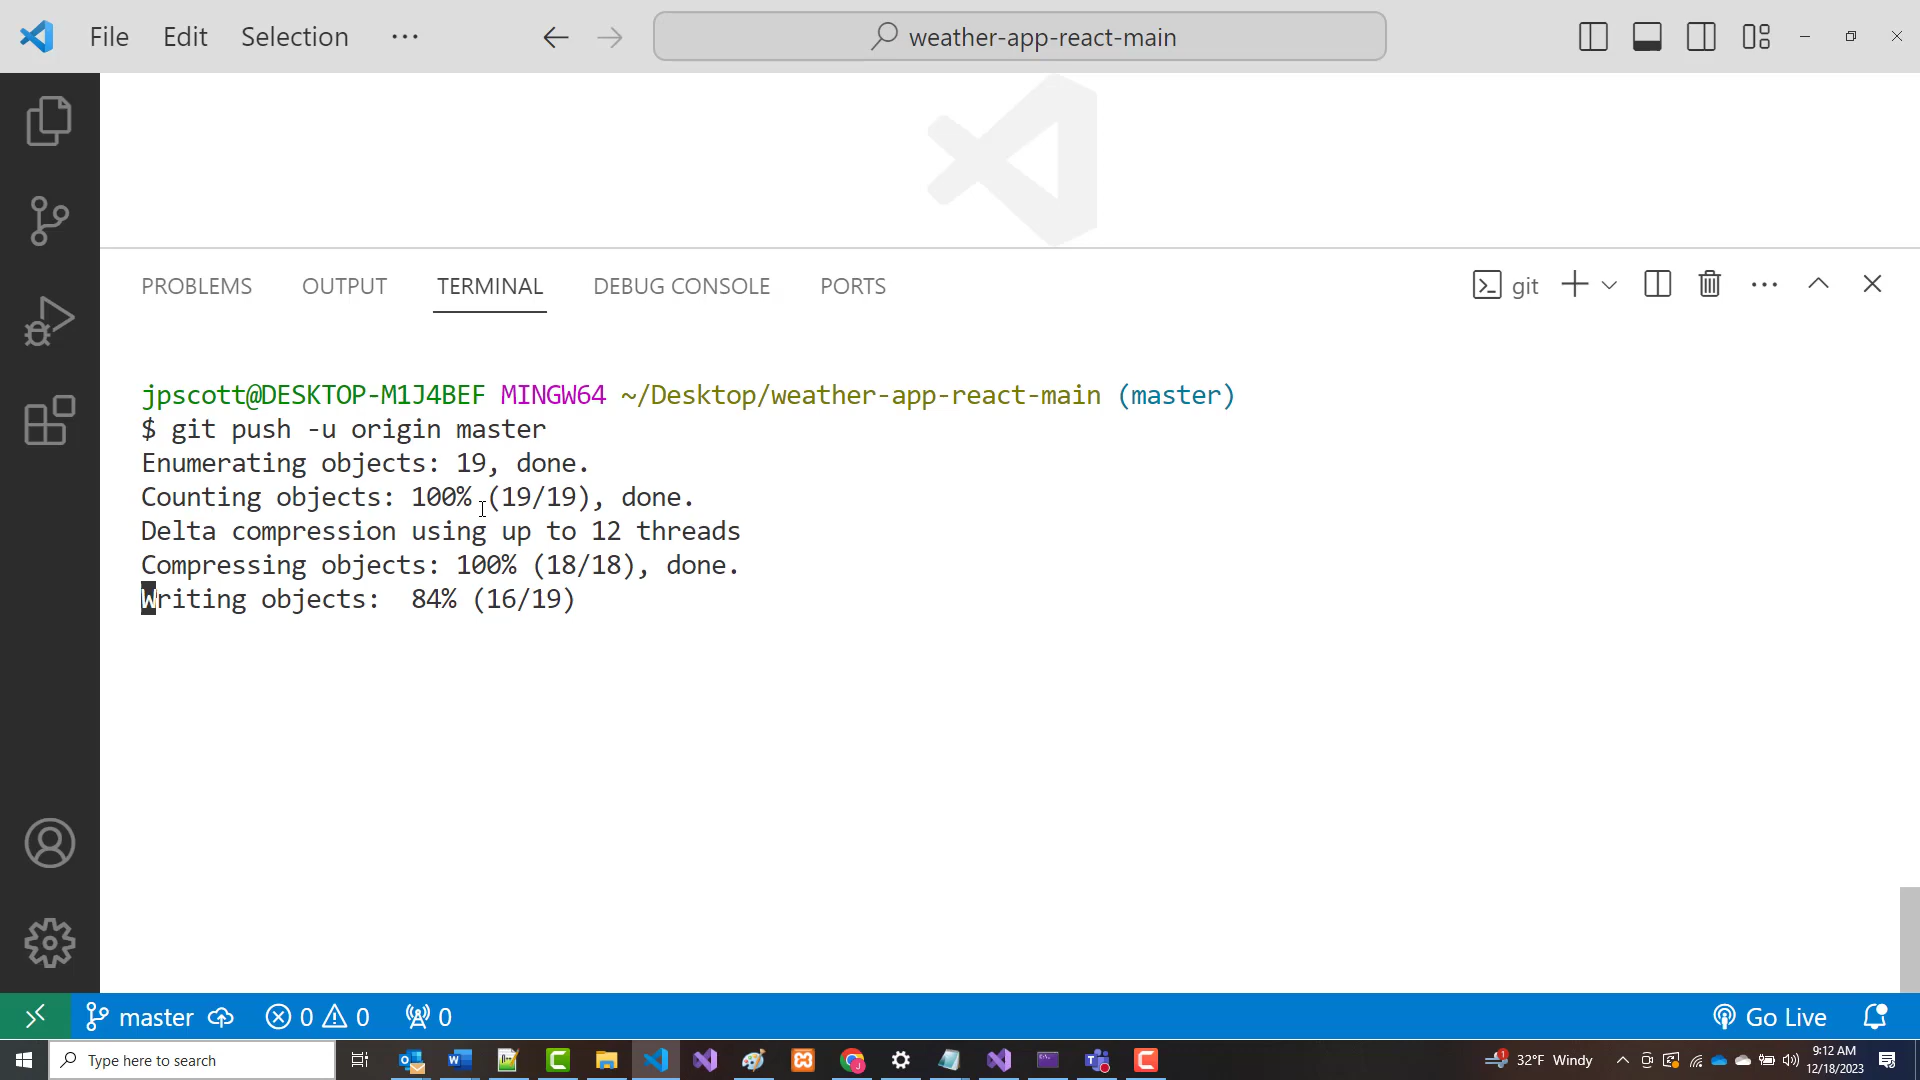 File Edit Selection ··· weather-app-react-main
PROBLEMS OUTPUT TERMINAL DEBUG CONSOLE PORTS git
jpscott@DESKTOP-M1J4BEF MINGW64 ~/Desktop/weather-app-react-main (master)
$ git push -u origin master
Enumerating objects: 19, done.
Counting objects: 100% (19/19), done.
Delta compression using up to 12 threads
Compressing objects: 100% (18/18), done.
Writing objects:  84% (16/19)
master 0 0 0 Go Live
Type here to search 32°F Windy 9:12 AM
12/18/2023